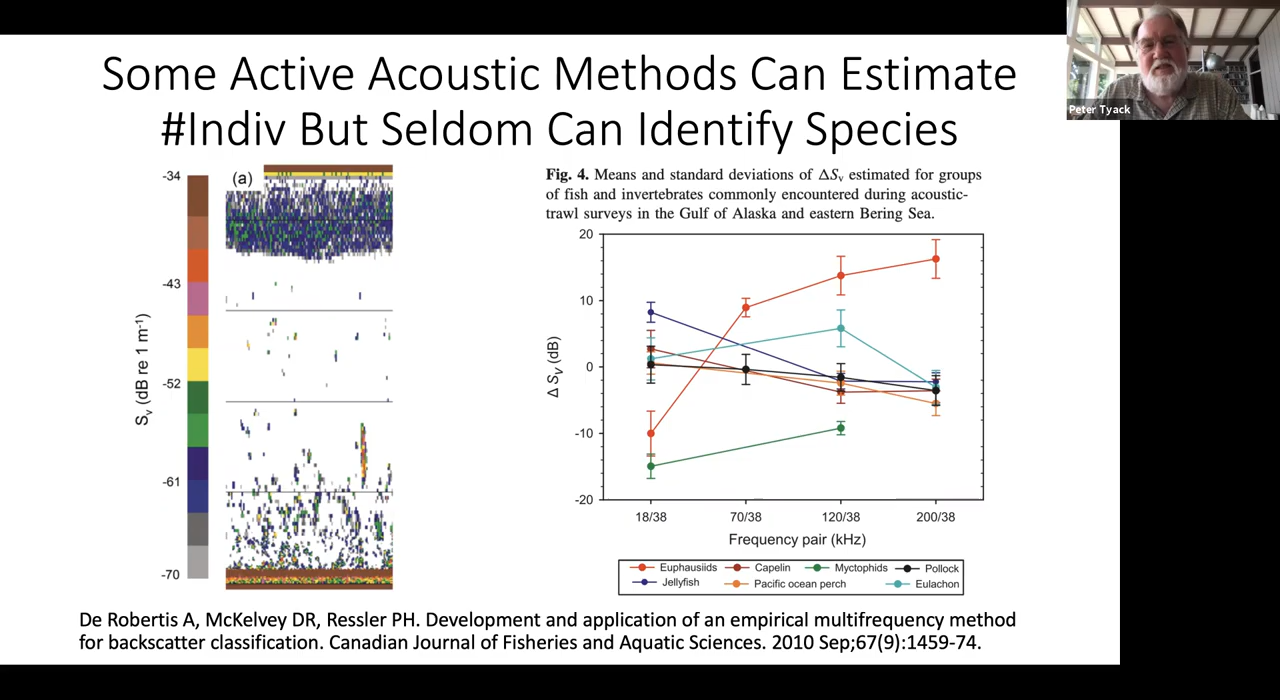 Some Active Acoustic Methods Can Estimate
#Indiv But Seldom Can Identify Species
Peter Tyack
-34
-43
-52
-61
-70
Sv (dB re 1 m-1)
(a)
Fig. 4. Means and standard deviations of ΔSv estimated for groups
of fish and invertebrates commonly encountered during acoustic-
trawl surveys in the Gulf of Alaska and eastern Bering Sea.
20
10
0
-10
-20
Δ SV (dB)
18/38 70/38 120/38 200/38
Frequency pair (kHz)
Euphausiids Capelin Myctophids Pollock
Jellyfish Pacific ocean perch Eulachon
De Robertis A, McKelvey DR, Ressler PH. Development and application of an empirical multifrequency method
for backscatter classification. Canadian Journal of Fisheries and Aquatic Sciences. 2010 Sep;67(9):1459-74.